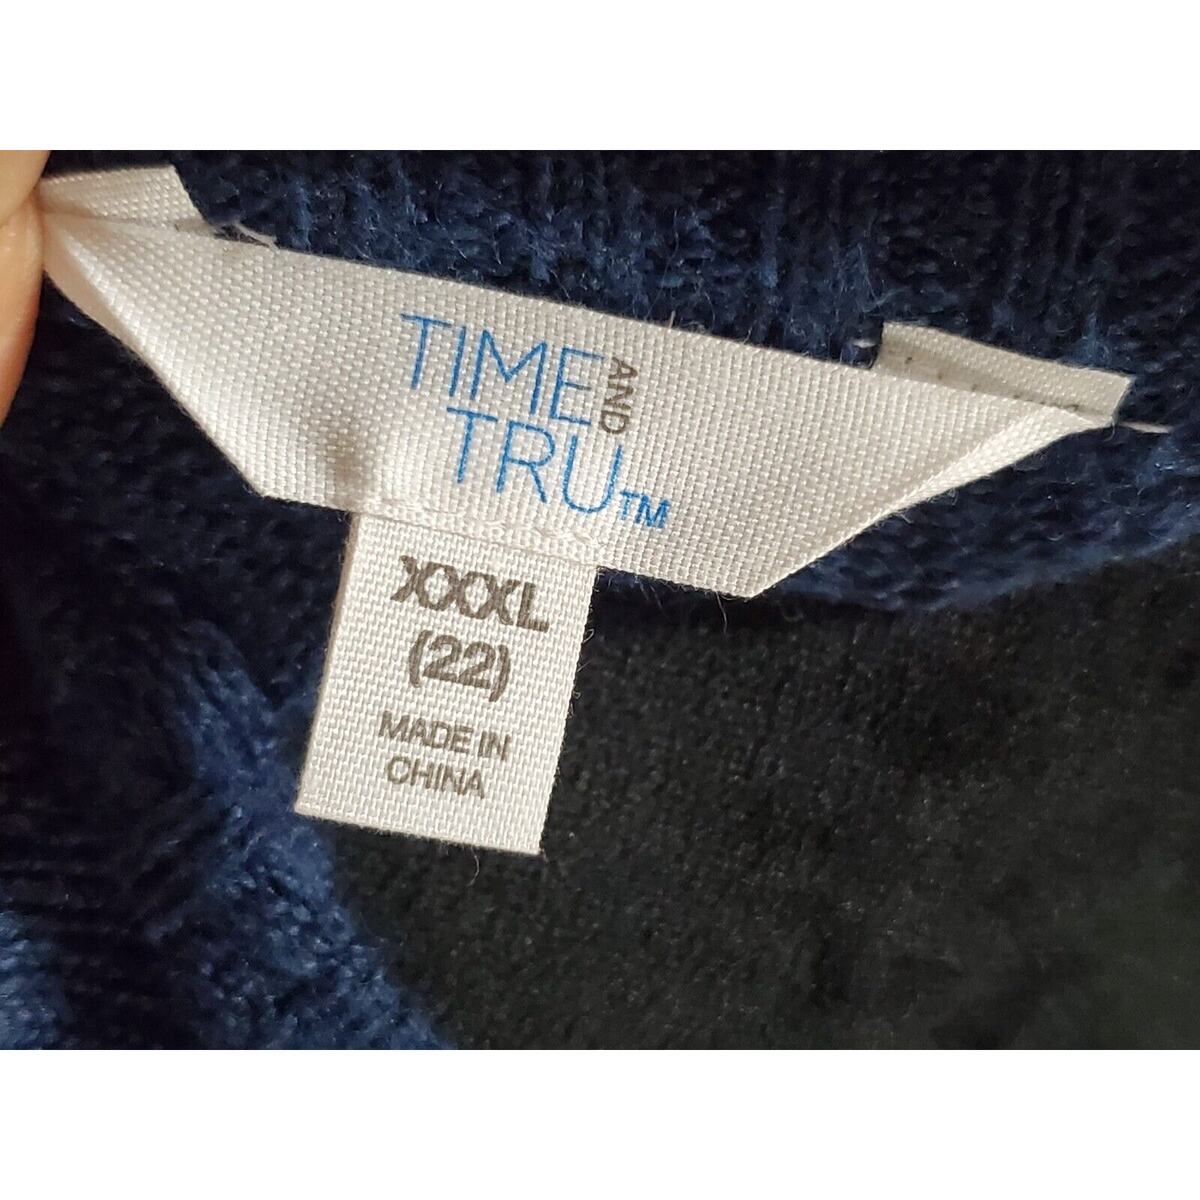 TIME AND
TRU™
XXXL
(22)
MADE IN
CHINA